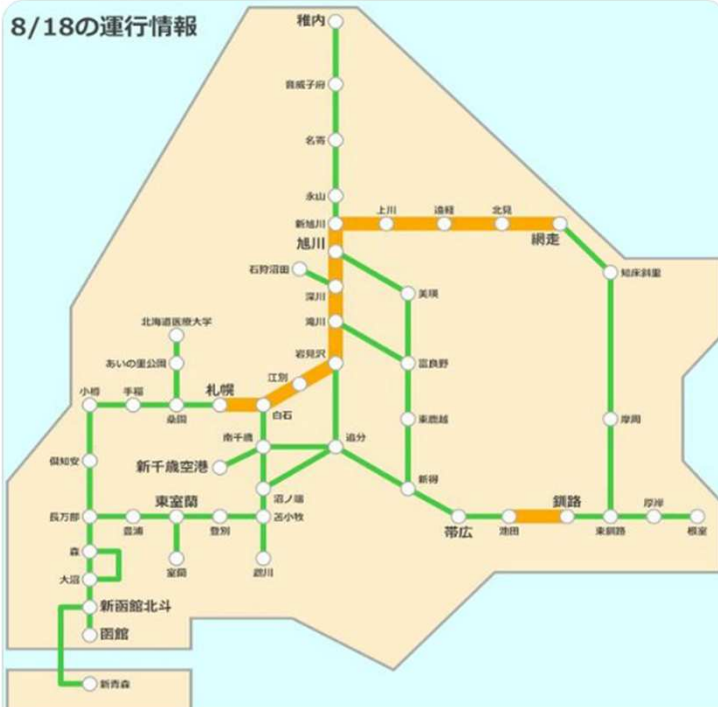 8/18の運行情報
稚内
音威子府
名寄
永山
新旭川
上川
遠軽
北見
旭川
網走
石狩沼田
知床斜里
深川
美瑛
北海道医療大学
滝川
岩見沢
あいの里公園
富良野
江別
小樽
手稲
札幌
桑園
白石
東鹿越
摩周
南千歳
追分
倶知安
新千歳空港
新得
沼ノ端
東室蘭
釧路
厚岸
長万部
豊浦
登別
苫小牧
帯広
池田
東釧路
根室
森
室蘭
鵡川
大沼
新函館北斗
函館
新青森